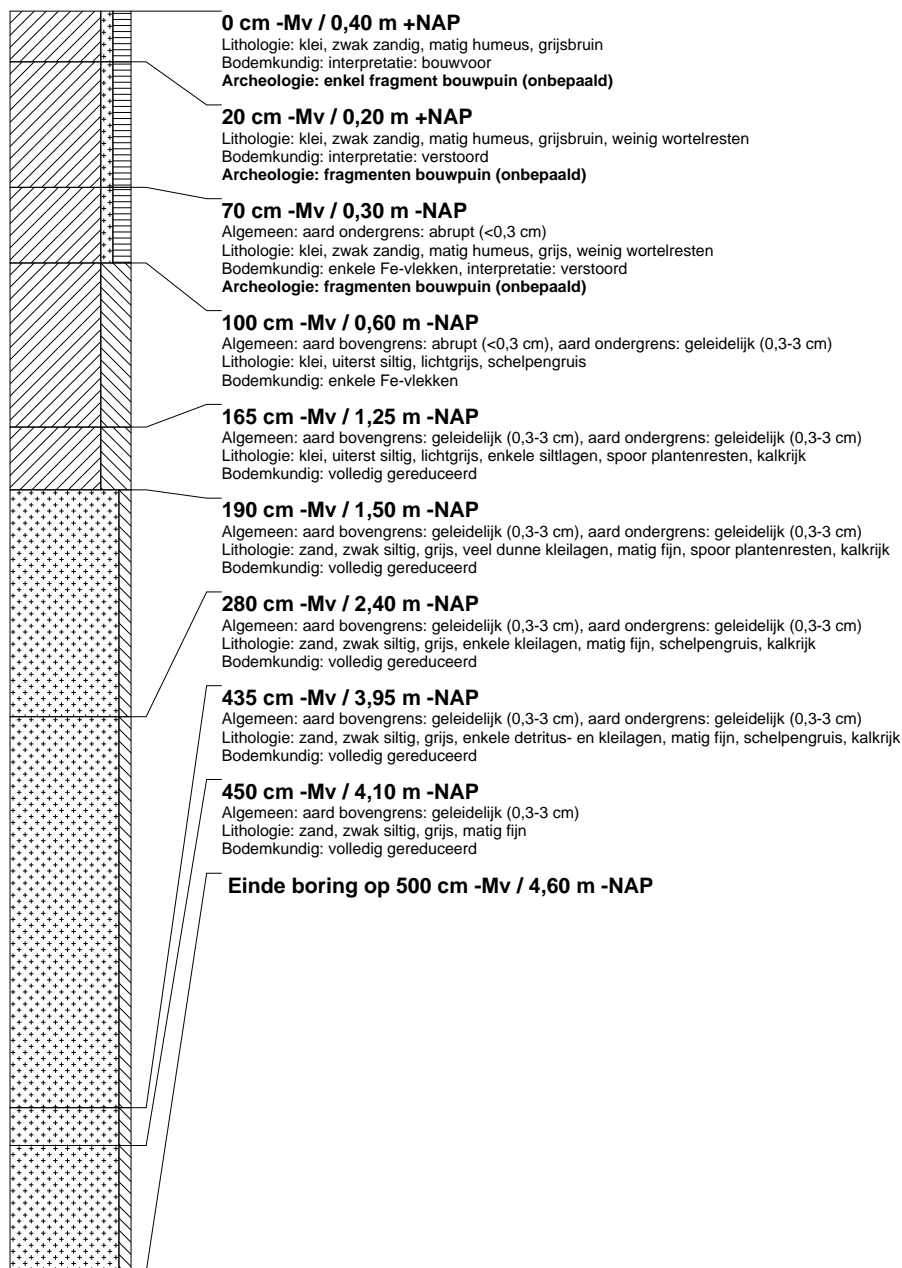 0 cm -Mv / 0,40 m +NAP
Lithologie: klei, zwak zandig, matig humeus, grijsbruin
Bodemkundig: interpretatie: bouwvoor
Archeologie: enkel fragment bouwpuin (onbepaald)
20 cm -Mv / 0,20 m +NAP
Lithologie: klei, zwak zandig, matig humeus, grijsbruin, weinig wortelresten
Bodemkundig: interpretatie: verstoord
Archeologie: fragmenten bouwpuin (onbepaald)
70 cm -Mv / 0,30 m -NAP
Algemeen: aard ondergrens: abrupt (<0,3 cm)
Lithologie: klei, zwak zandig, matig humeus, grijs, weinig wortelresten
Bodemkundig: enkele Fe-vlekken, interpretatie: verstoord
Archeologie: fragmenten bouwpuin (onbepaald)
100 cm -Mv / 0,60 m -NAP
Algemeen: aard bovengrens: abrupt (<0,3 cm), aard ondergrens: geleidelijk (0,3-3 cm)
Lithologie: klei, uiterst siltig, lichtgrijs, schelpengruis
Bodemkundig: enkele Fe-vlekken
165 cm -Mv / 1,25 m -NAP
Algemeen: aard bovengrens: geleidelijk (0,3-3 cm), aard ondergrens: geleidelijk (0,3-3 cm)
Lithologie: klei, uiterst siltig, lichtgrijs, enkele siltlagen, spoor plantenresten, kalkrijk
Bodemkundig: volledig gereduceerd
190 cm -Mv / 1,50 m -NAP
Algemeen: aard bovengrens: geleidelijk (0,3-3 cm), aard ondergrens: geleidelijk (0,3-3 cm)
Lithologie: zand, zwak siltig, grijs, veel dunne kleilagen, matig fijn, spoor plantenresten, kalkrijk
Bodemkundig: volledig gereduceerd
280 cm -Mv / 2,40 m -NAP
Algemeen: aard bovengrens: geleidelijk (0,3-3 cm), aard ondergrens: geleidelijk (0,3-3 cm)
Lithologie: zand, zwak siltig, grijs, enkele kleilagen, matig fijn, schelpengruis, kalkrijk
Bodemkundig: volledig gereduceerd
435 cm -Mv / 3,95 m -NAP
Algemeen: aard bovengrens: geleidelijk (0,3-3 cm), aard ondergrens: geleidelijk (0,3-3 cm)
Lithologie: zand, zwak siltig, grijs, enkele detritus- en kleilagen, matig fijn, schelpengruis, kalkrijk
Bodemkundig: volledig gereduceerd
450 cm -Mv / 4,10 m -NAP
Algemeen: aard bovengrens: geleidelijk (0,3-3 cm)
Lithologie: zand, zwak siltig, grijs, matig fijn
Bodemkundig: volledig gereduceerd
Einde boring op 500 cm -Mv / 4,60 m -NAP